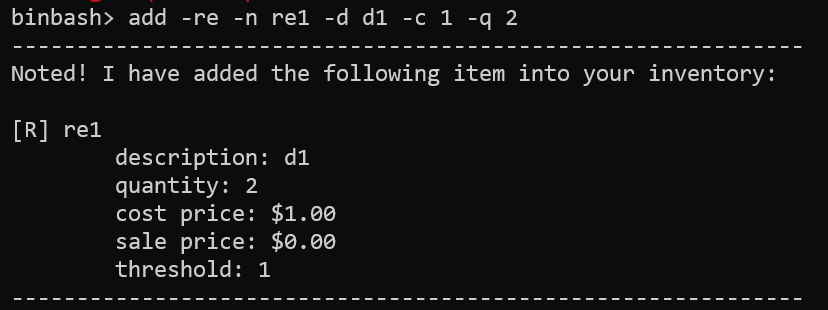 binbash> add -re -n re1 -d d1 -c 1 -q 2
-------------------------------------------------------------
Noted! I have added the following item into your inventory:
[R] re1
description: d1
quantity: 2
cost price: $1.00
sale price: $0.00
threshold: 1
-------------------------------------------------------------